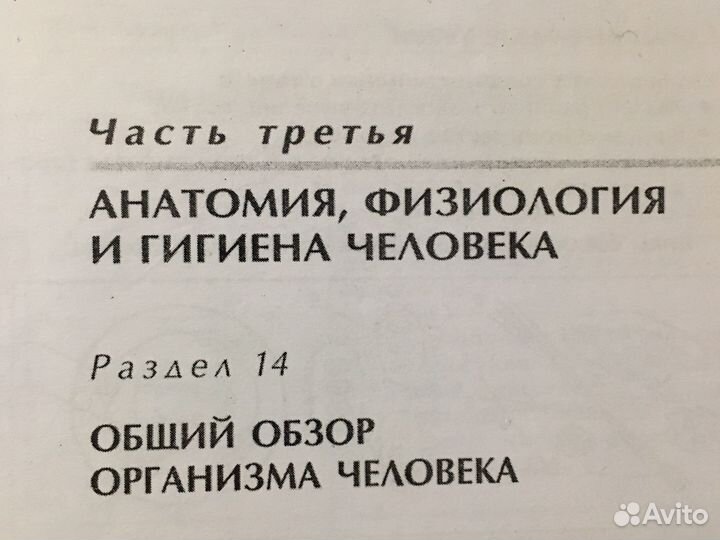 Часть третья
АНАТОМИЯ, ФИЗИОЛОГИЯ
И ГИГИЕНА ЧЕЛОВЕКА
Раздел 14
ОБЩИЙ ОБЗОР
ОРГАНИЗМА ЧЕЛОВЕКА
Avito